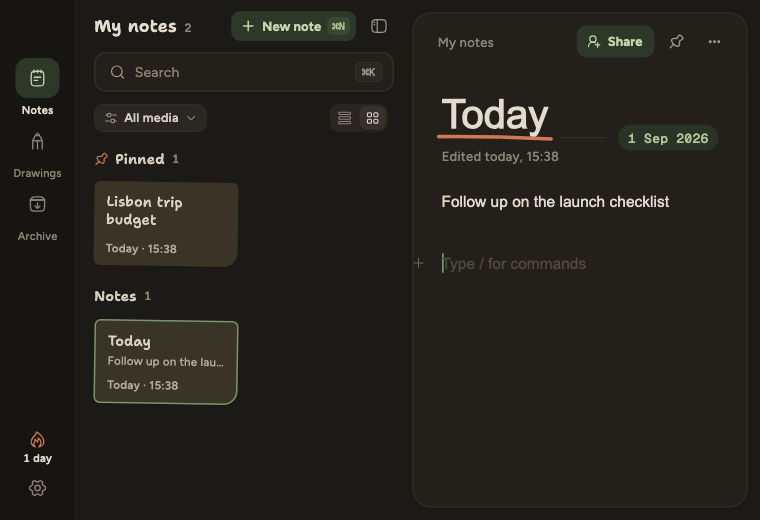 Notes
Drawings
Archive
1 day
My notes 2
New note ⌘N
Search ⌘K
All media
Pinned 1
Lisbon trip
budget
Today · 15:38
Notes 1
Today
Follow up on the lau...
Today · 15:38
My notes
Share
Today
1 Sep 2026
Edited today, 15:38
Follow up on the launch checklist
Type / for commands